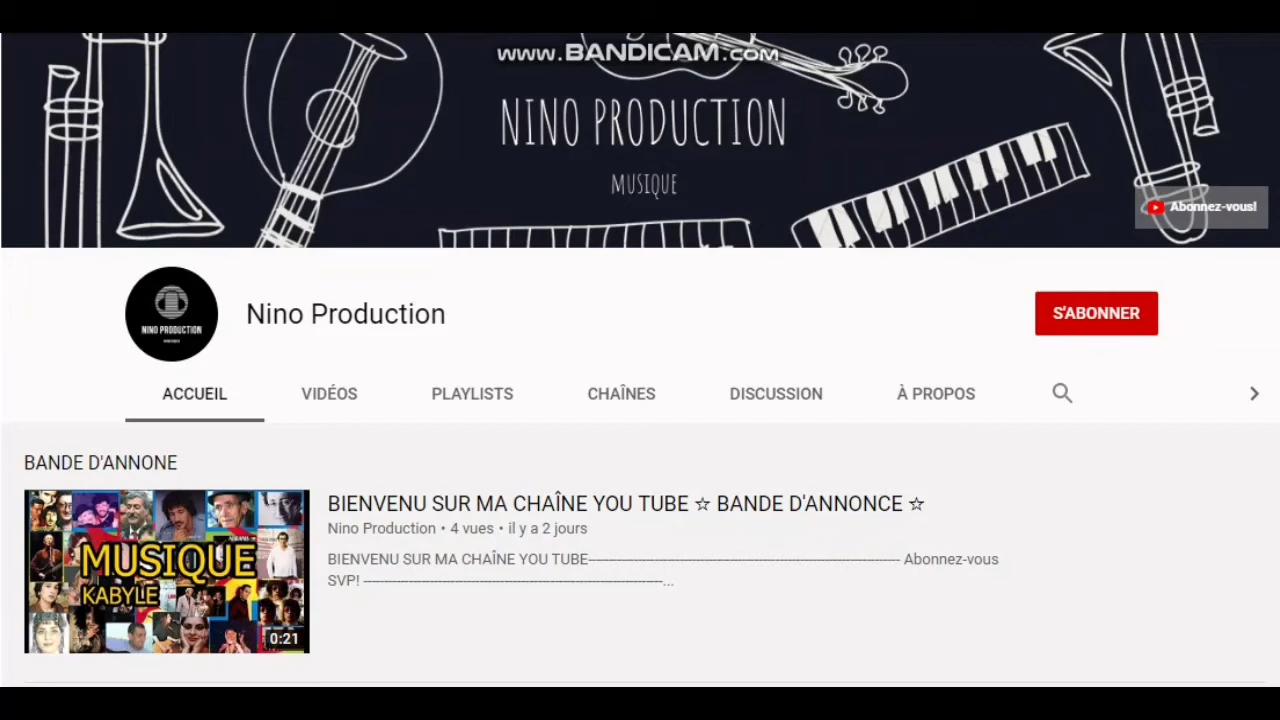 www.BANDICAM.com
NINO PRODUCTION
MUSIQUE
Abonnez-vous!
NINO PRODUCTION
Nino Production
S'ABONNER
ACCUEIL VIDÉOS PLAYLISTS CHAÎNES DISCUSSION À PROPOS
BANDE D'ANNONE
BIENVENU SUR MA CHAÎNE YOU TUBE ☆ BANDE D'ANNONCE ☆
Nino Production • 4 vues • il y a 2 jours
BIENVENU SUR MA CHAÎNE YOU TUBE------------------------------------------------------------------------------ Abonnez-vous
SVP! ---------------------------------------------------------------------------...
MUSIQUE
KABYLE
0:21